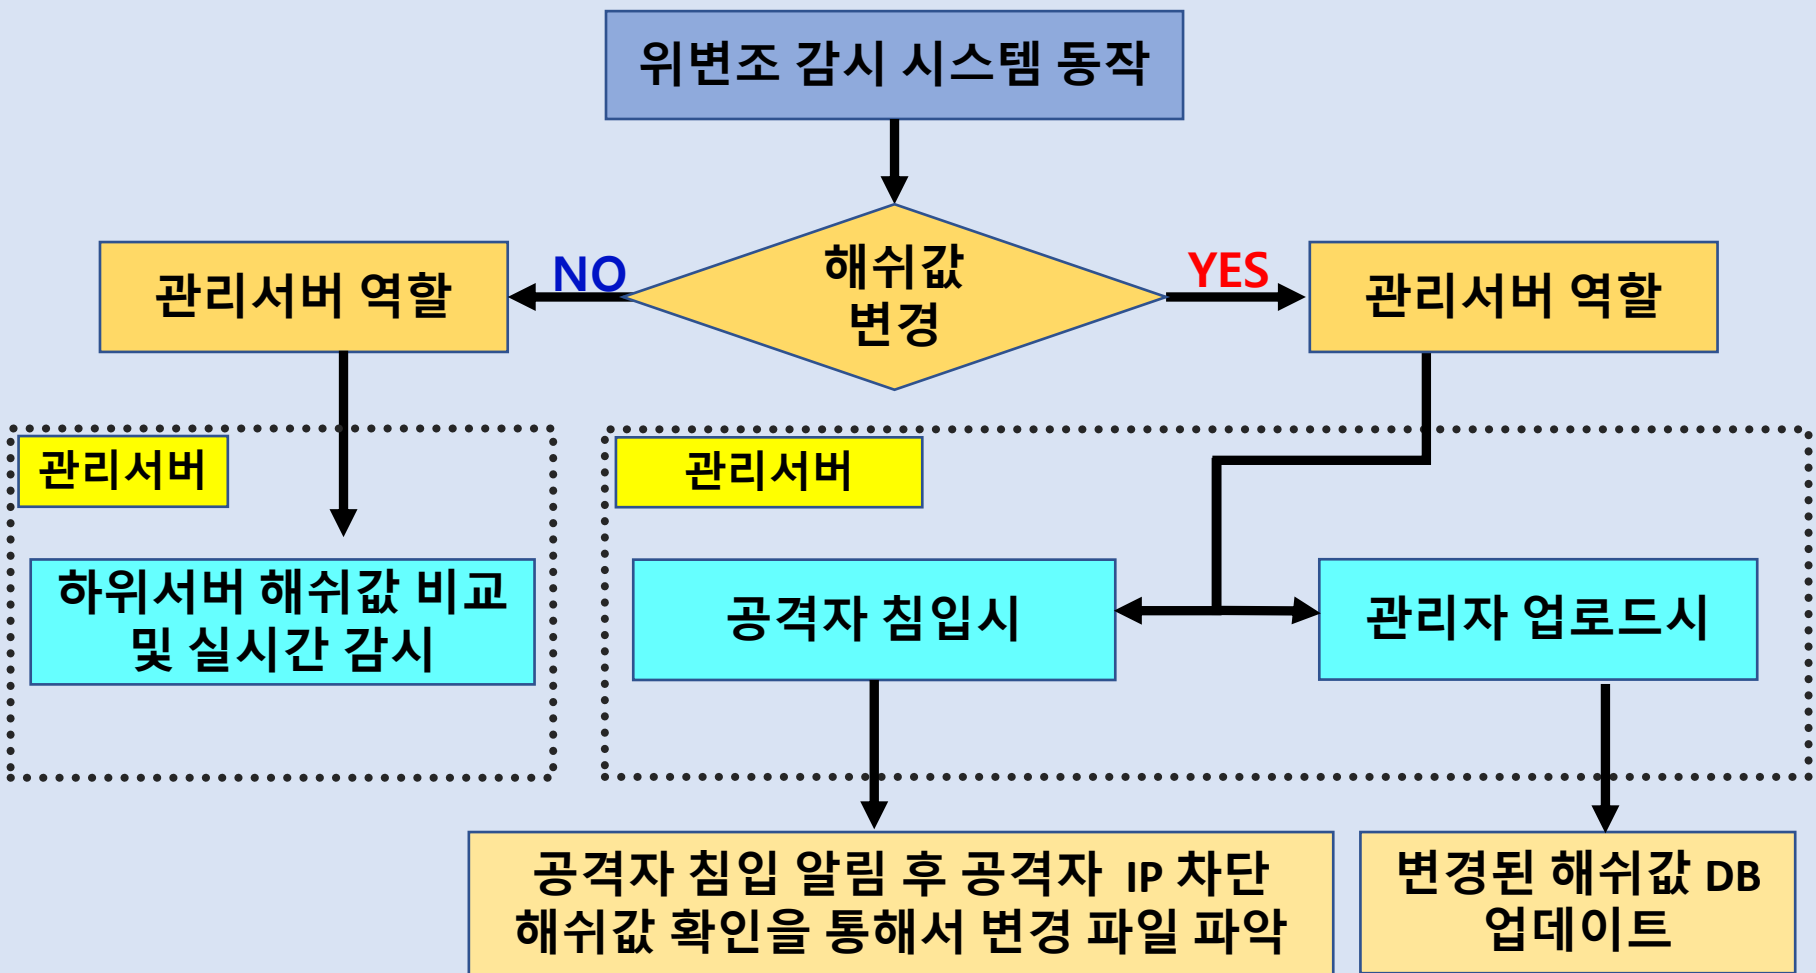 위변조 감시 시스템 동작
해쉬값
변경
NO
YES
관리서버 역할
관리서버 역할
관리서버
관리서버
하위서버 해쉬값 비교
및 실시간 감시
공격자 침입시
관리자 업로드시
공격자 침입 알림 후 공격자 IP 차단
해쉬값 확인을 통해서 변경 파일 파악
변경된 해쉬값 DB
업데이트